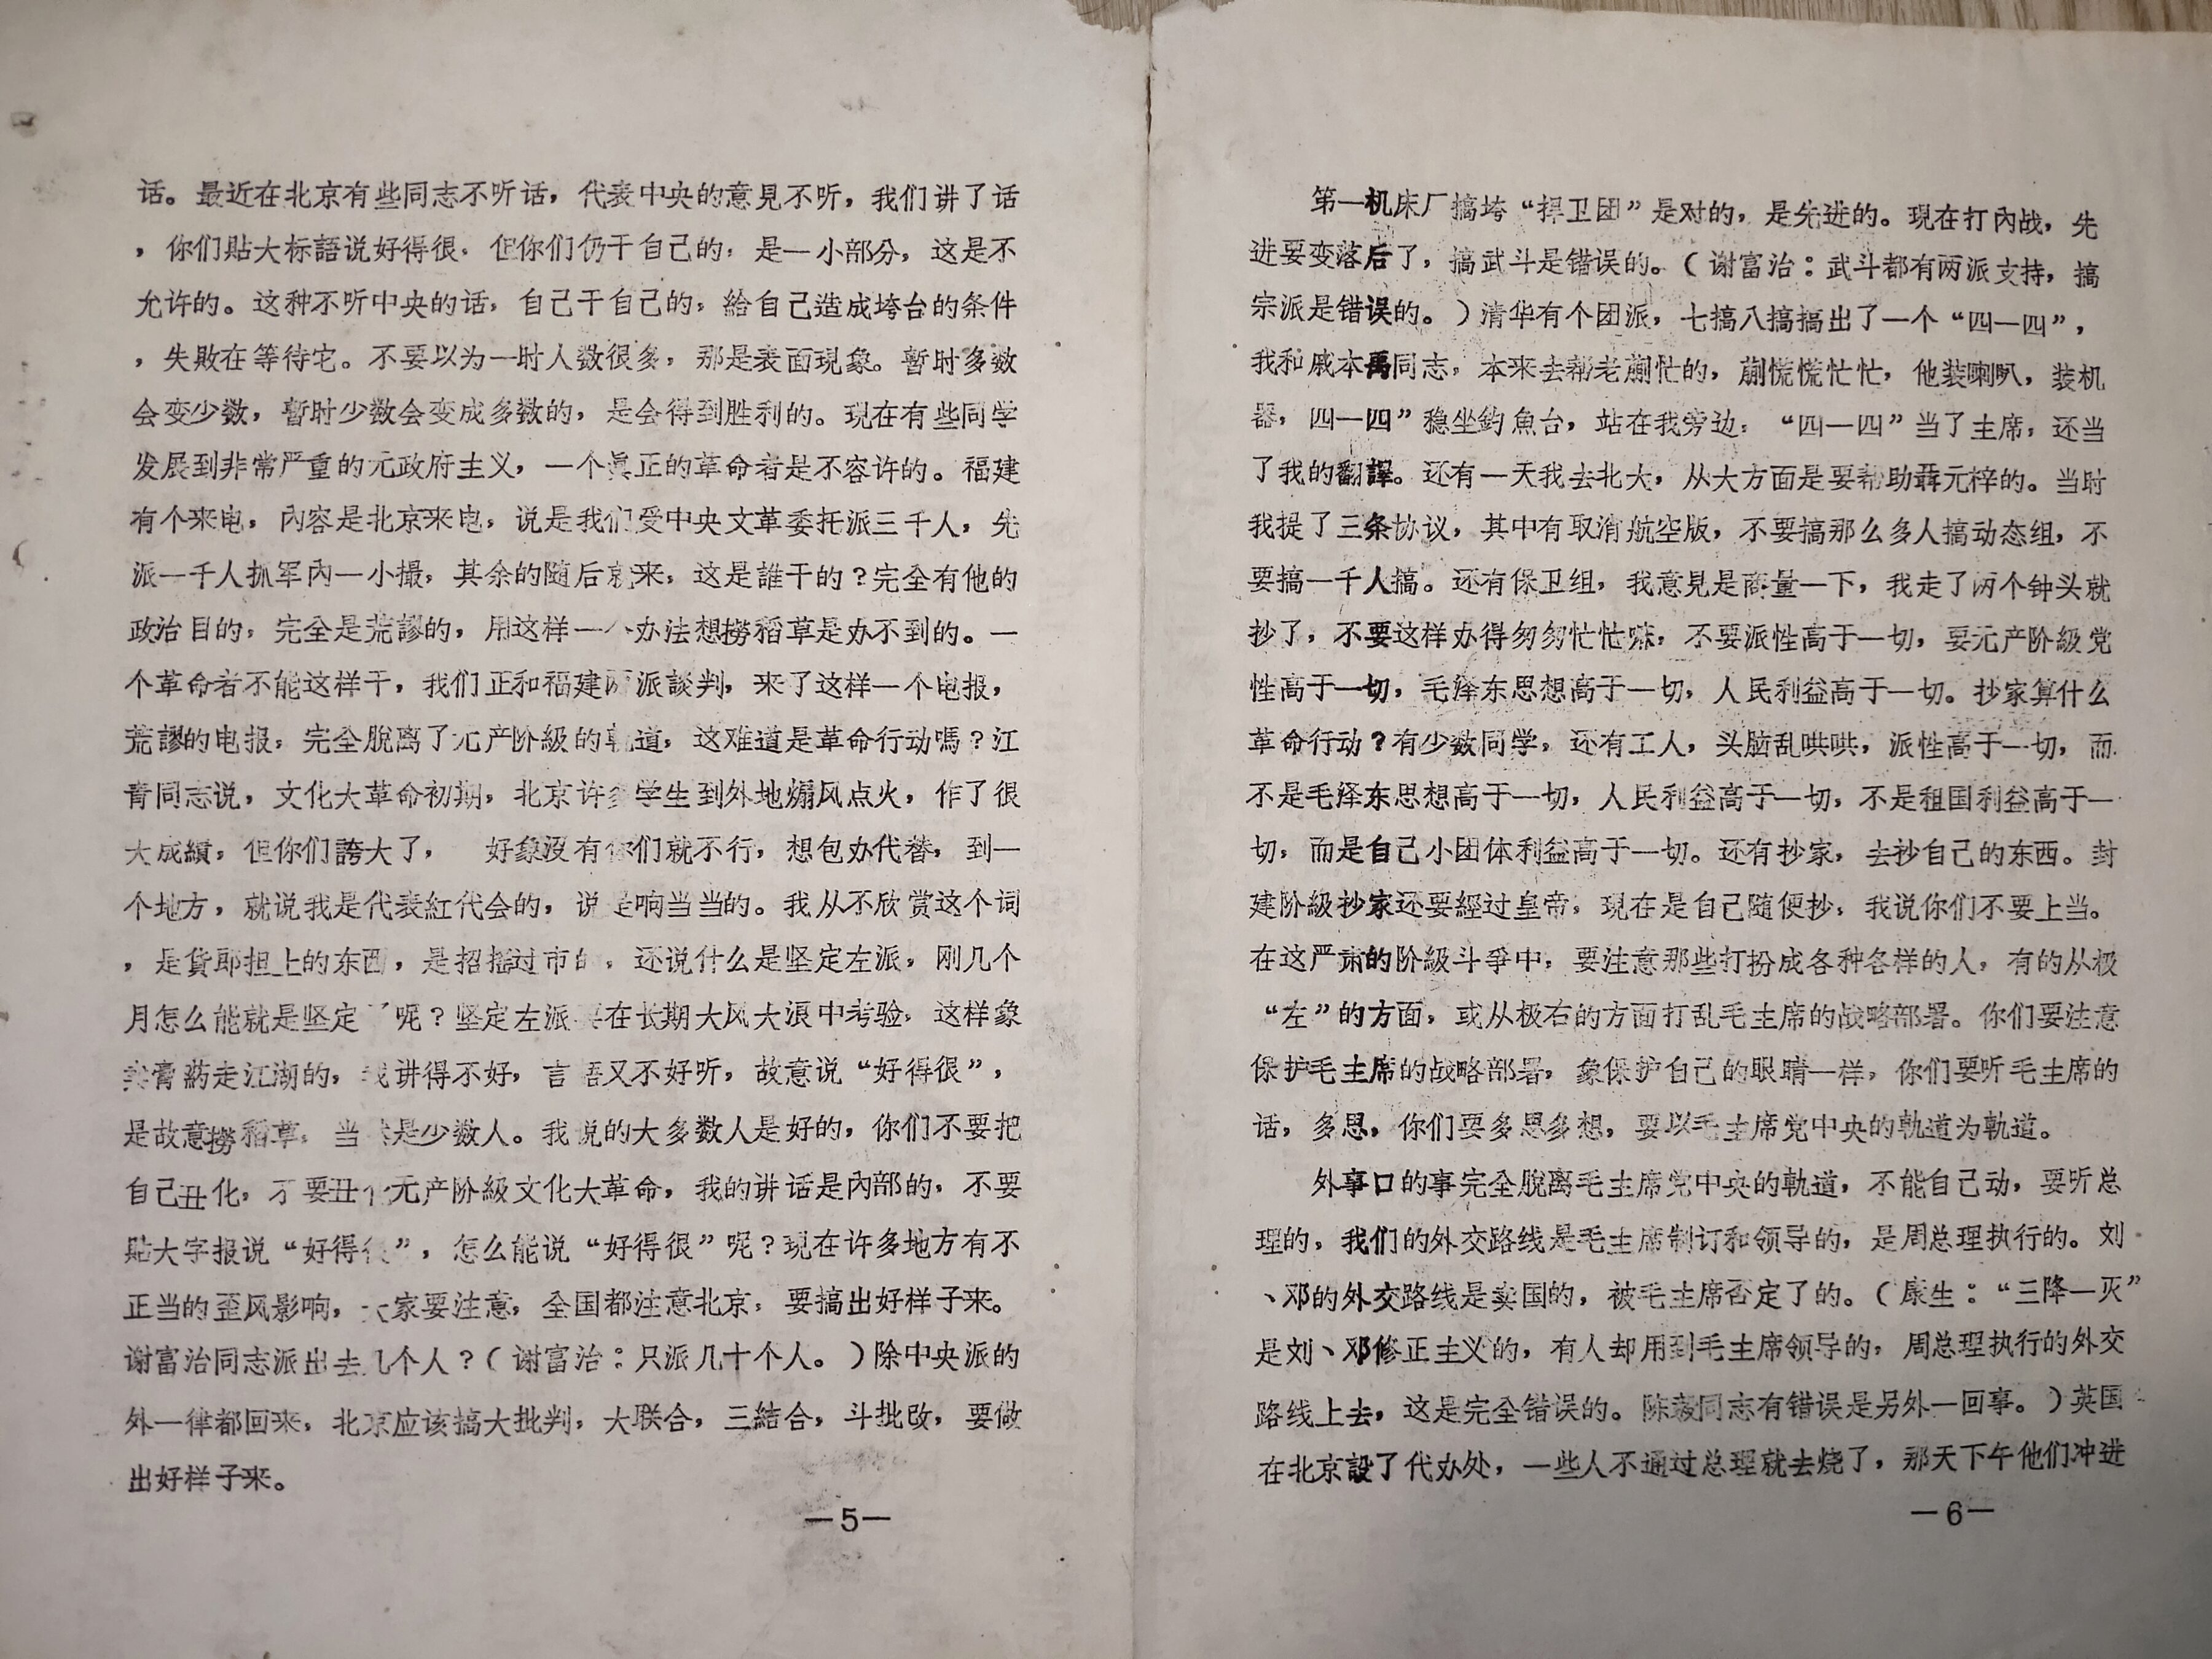 话。最近在北京有些同志不听话，代表中央的意見不听，我们讲了话
，你们貼大标語说好得很，但你们仍干自己的，是一小部分，这是不
允许的。这种不听中央的话，自己干自己的，給自己造成垮台的条件
，失敗在等待它。不要以为一时人数很多，那是表面現象。暫时多数
会变少数，暫时少数会变成多数的，是会得到胜利的。現在有些同学
发展到非常严重的无政府主义，一个眞正的革命者是不容许的。福建
有个来电，內容是北京来电，说是我们受中央文革委托派三千人，先
派一千人抓军內一小撮，其余的随后就来，这是誰干的？完全有他的
政治目的，完全是荒謬的，用这样一个办法想撈稻草是办不到的。一
个革命者不能这样干，我们正和福建两派談判，来了这样一个电报，
荒謬的电报，完全脫离了无产阶級的軌道，这难道是革命行动嗎？江
青同志说，文化大革命初期，北京许多学生到外地煽风点火，作了很
大成績，但你们誇大了， 好象沒有你们就不行，想包办代替，到一
个地方，就说我是代表紅代会的，说是响当当的。我从不欣赏这个词
，是貨郎担上的东西，是招摇过市的，还说什么是坚定左派，刚几个
月怎么能就是坚定了呢？坚定左派要在长期大风大浪中考验，这样象
卖膏药走江湖的，我讲得不好，言語又不好听，故意说“好得很”，
是故意撈稻草，当然是少数人。我说的大多数人是好的，你们不要把
自己丑化，不要丑化无产阶級文化大革命，我的讲话是內部的，不要
貼大字报说“好得很”，怎么能说“好得很”呢？現在许多地方有不
正当的歪风影响，大家要注意，全国都注意北京，要搞出好样子来。
谢富治同志派出去几个人？（谢富治：只派几十个人。）除中央派的
外一律都回来，北京应该搞大批判，大联合，三結合，斗批改，要做
出好样子来。
—5—
第一机床厂搞垮“捍卫团”是对的，是先进的。現在打內战，先
进要变落后了，搞武斗是错误的。（谢富治：武斗都有两派支持，搞
宗派是错误的。）清华有个团派，七搞八搞搞出了一个“四一四”，
我和戚本禹同志，本来去帮老蒯忙的，蒯慌慌忙忙，他装喇叭，装机
器，四一四”稳坐釣魚台，站在我旁边，“四一四”当了主席，还当
了我的翻譯。还有一天我去北大，从大方面是要帮助聶元梓的。当时
我提了三条协议，其中有取消航空版，不要搞那么多人搞动态组，不
要搞一千人搞。还有保卫组，我意見是商量一下，我走了两个钟头就
抄了，不要这样办得匆匆忙忙嘛，不要派性高于一切，要无产阶級党
性高于一切，毛泽东思想高于一切，人民利益高于一切。抄家算什么
革命行动？有少数同学，还有工人，头脑乱哄哄，派性高于一切，而
不是毛泽东思想高于一切，人民利益高于一切，不是祖国利益高于一
切，而是自己小团体利益高于一切。还有抄家，去抄自己的东西。封
建阶級抄家还要經过皇帝，現在是自己随便抄，我说你们不要上当。
在这严肃的阶級斗爭中，要注意那些打扮成各种各样的人，有的从极
“左”的方面，或从极右的方面打乱毛主席的战略部署。你们要注意
保护毛主席的战略部署，象保护自己的眼睛一样，你们要听毛主席的
话，多思，你们要多思多想，要以毛主席党中央的軌道为軌道。
外事口的事完全脫离毛主席党中央的軌道，不能自己动，要听总
理的，我们的外交路线是毛主席制订和领导的，是周总理执行的。刘
、邓的外交路线是卖国的，被毛主席否定了的。（康生：“三降一灭”
是刘、邓修正主义的，有人却用到毛主席领导的，周总理执行的外交
路线上去，这是完全错误的。陈毅同志有错误是另外一回事。）英国
在北京設了代办处，一些人不通过总理就去烧了，那天下午他们冲进
—6—